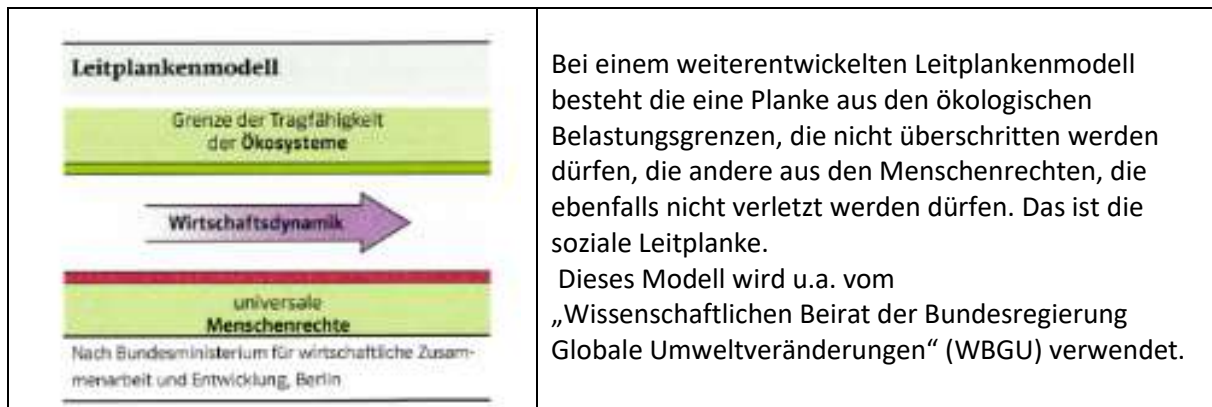 Leitplankenmodell
Grenze der Tragfähigkeit
der Ökosysteme
Wirtschaftsdynamik
universale
Menschenrechte
Nach Bundesministerium für wirtschaftliche Zusam-
menarbeit und Entwicklung, Berlin
Bei einem weiterentwickelten Leitplankenmodell
besteht die eine Planke aus den ökologischen
Belastungsgrenzen, die nicht überschritten werden
dürfen, die andere aus den Menschenrechten, die
ebenfalls nicht verletzt werden dürfen. Das ist die
soziale Leitplanke.
Dieses Modell wird u.a. vom
„Wissenschaftlichen Beirat der Bundesregierung
Globale Umweltveränderungen“ (WBGU) verwendet.